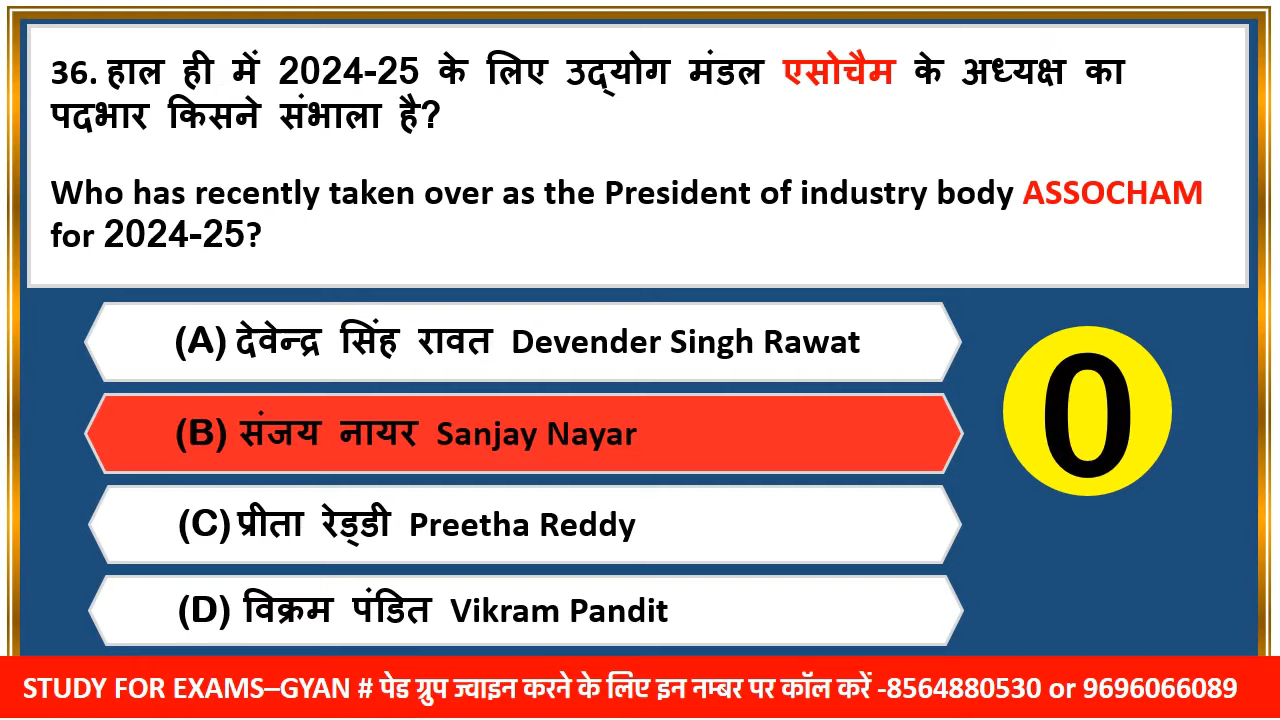 36. हाल ही में 2024-25 के लिए उद्‌योग मंडल एसोचैम के अध्यक्ष का
पदभार किसने संभाला है?
Who has recently taken over as the President of industry body ASSOCHAM
for 2024-25?
(A) देवेन्द्र सिंह रावत Devender Singh Rawat
(B) संजय नायर Sanjay Nayar
0
(C) प्रीता रेड्‌डी Preetha Reddy
(D) विक्रम पंडित Vikram Pandit
STUDY FOR EXAMS–GYAN # पेड ग्रुप ज्वाइन करने के लिए इन नम्बर पर कॉल करें -8564880530 or 9696066089